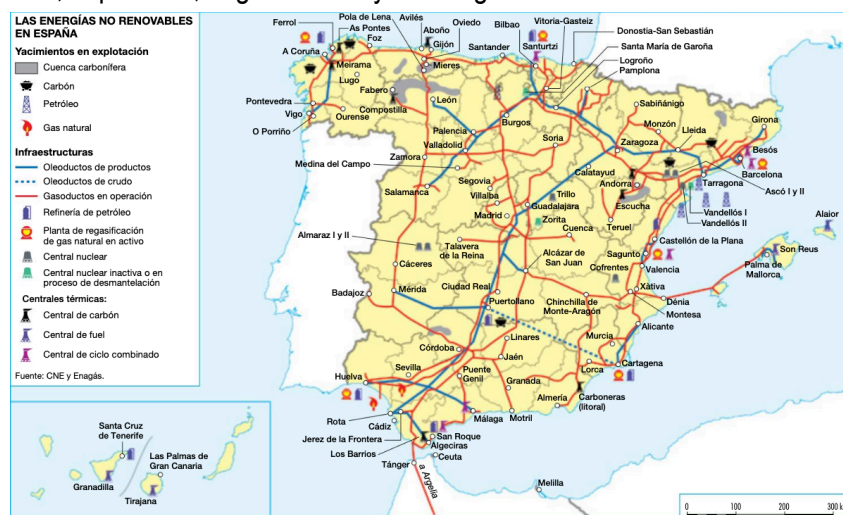 LAS ENERGÍAS NO RENOVABLES
EN ESPAÑA
Yacimientos en explotación
Cuenca carbonífera
Carbón
Petróleo
Gas natural
Infraestructuras
Oleoductos de productos
Oleoductos de crudo
Gasoductos en operación
Refinería de petróleo
Planta de regasificación
de gas natural en activo
Central nuclear
Central nuclear inactiva o en
proceso de desmantelación
Centrales térmicas:
Central de carbón
Central de fuel
Central de ciclo combinado
Fuente: CNE y Enagás.
Pola de Lena
Avilés
Aboño
Oviedo
Bilbao
Vitoria-Gasteiz
Ferrol
As Pontes
Foz
Gijón
Santander
Santurtzi
Donostia-San Sebastián
Santa María de Garoña
Logroño
Pamplona
A Coruña
Meirama
Lugo
Mieres
Fabero
Compostilla
León
Pontevedra
Vigo
O Porriño
Ourense
Palencia
Burgos
Valladolid
Soria
Sabiñánigo
Monzón
Girona
Zaragoza
Lleida
Besós
Barcelona
Zamora
Medina del Campo
Calatayud
Salamanca
Segovia
Villalba
Madrid
Trillo
Guadalajara
Zorita
Andorra
Escucha
Teruel
Tarragona
Ascó I y II
Vandellós I
Vandellós II
Alaior
Almaraz I y II
Talavera
de la Reina
Cuenca
Castellón de la Plana
Son Reus
Palma de
Mallorca
Cáceres
Alcázar de
San Juan
Cofrentes
Sagunto
Valencia
Badajoz
Mérida
Ciudad Real
Puertollano
Chinchilla de
Monte-Aragón
Xàtiva
Dénia
Montesa
Alicante
Linares
Murcia
Córdoba
Jaén
Lorca
Cartagena
Huelva
Sevilla
Puente
Genil
Granada
Almería
Carboneras
(litoral)
Rota
Cádiz
Málaga
Motril
Jerez de la Frontera
San Roque
Los Barrios
Algeciras
Ceuta
Tánger
a Argelia
Melilla
Santa Cruz
de Tenerife
Las Palmas de
Gran Canaria
Granadilla
Tirajana
0 100 200 300